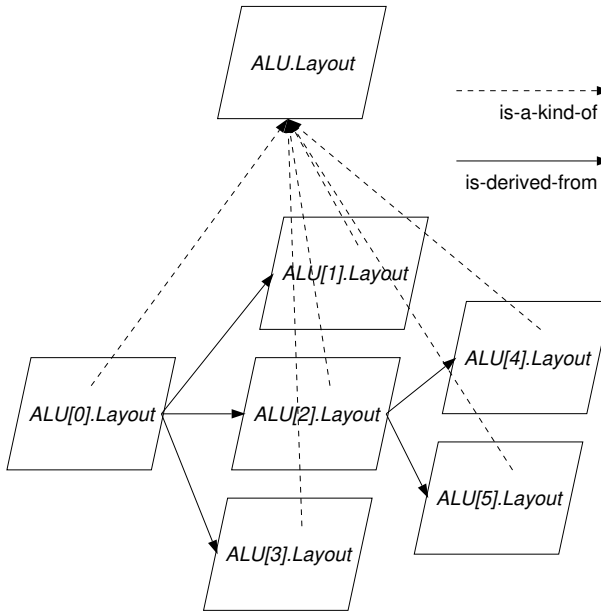 ALU.Layout
is-a-kind-of
is-derived-from
ALU[1].Layout
ALU[4].Layout
ALU[0].Layout
ALU[2].Layout
ALU[5].Layout
ALU[3].Layout